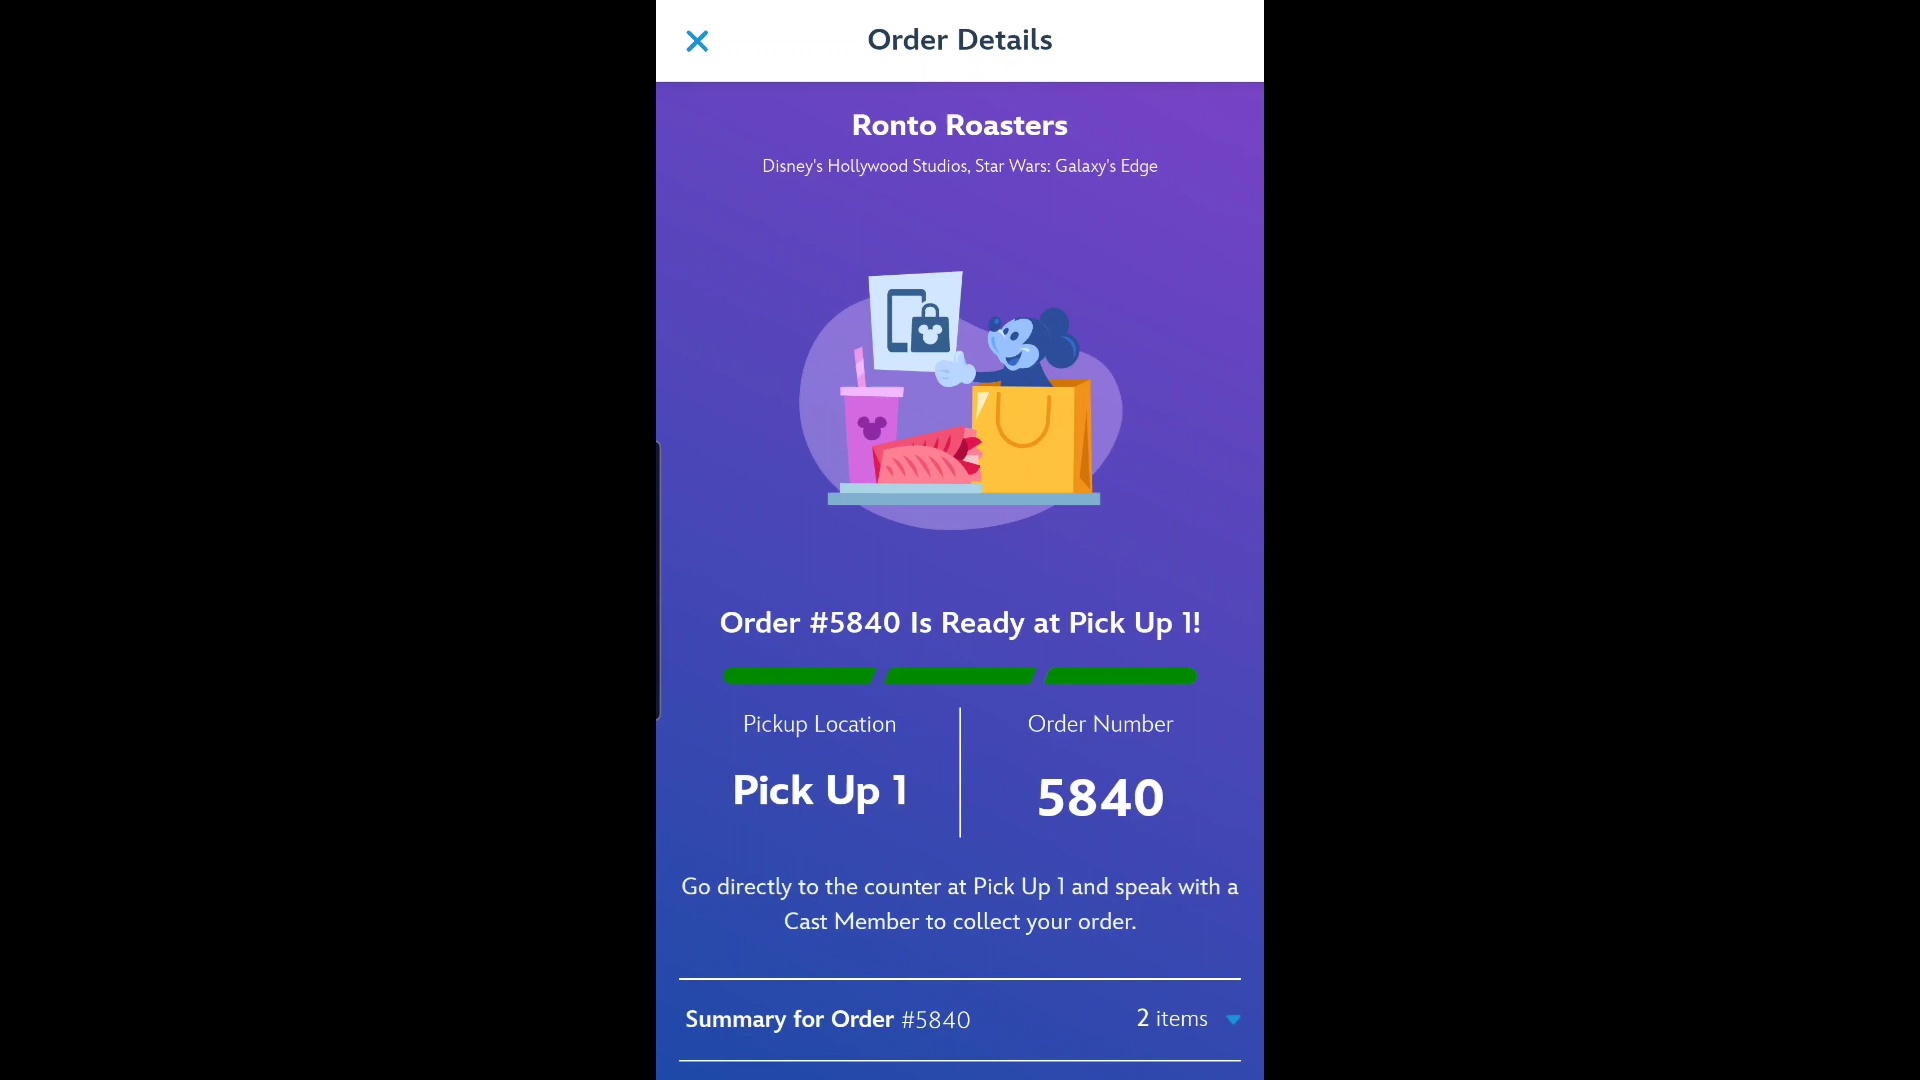 Order Details
Ronto Roasters
Disney's Hollywood Studios, Star Wars: Galaxy's Edge
Order #5840 Is Ready at Pick Up 1!
Pickup Location
Order Number
Pick Up 1
5840
Go directly to the counter at Pick Up 1 and speak with a
Cast Member to collect your order.
Summary for Order #5840
2 items